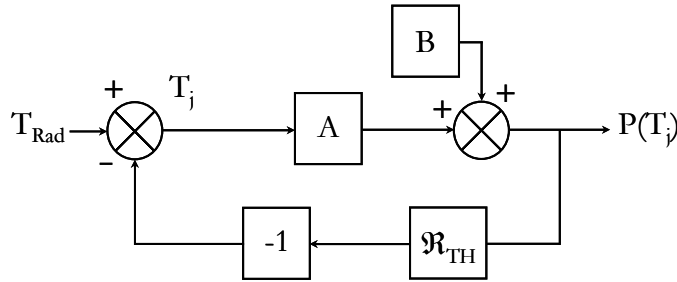 B
+ T_j + +
T_Rad A P(T_j)
−
-1 ℜ_TH